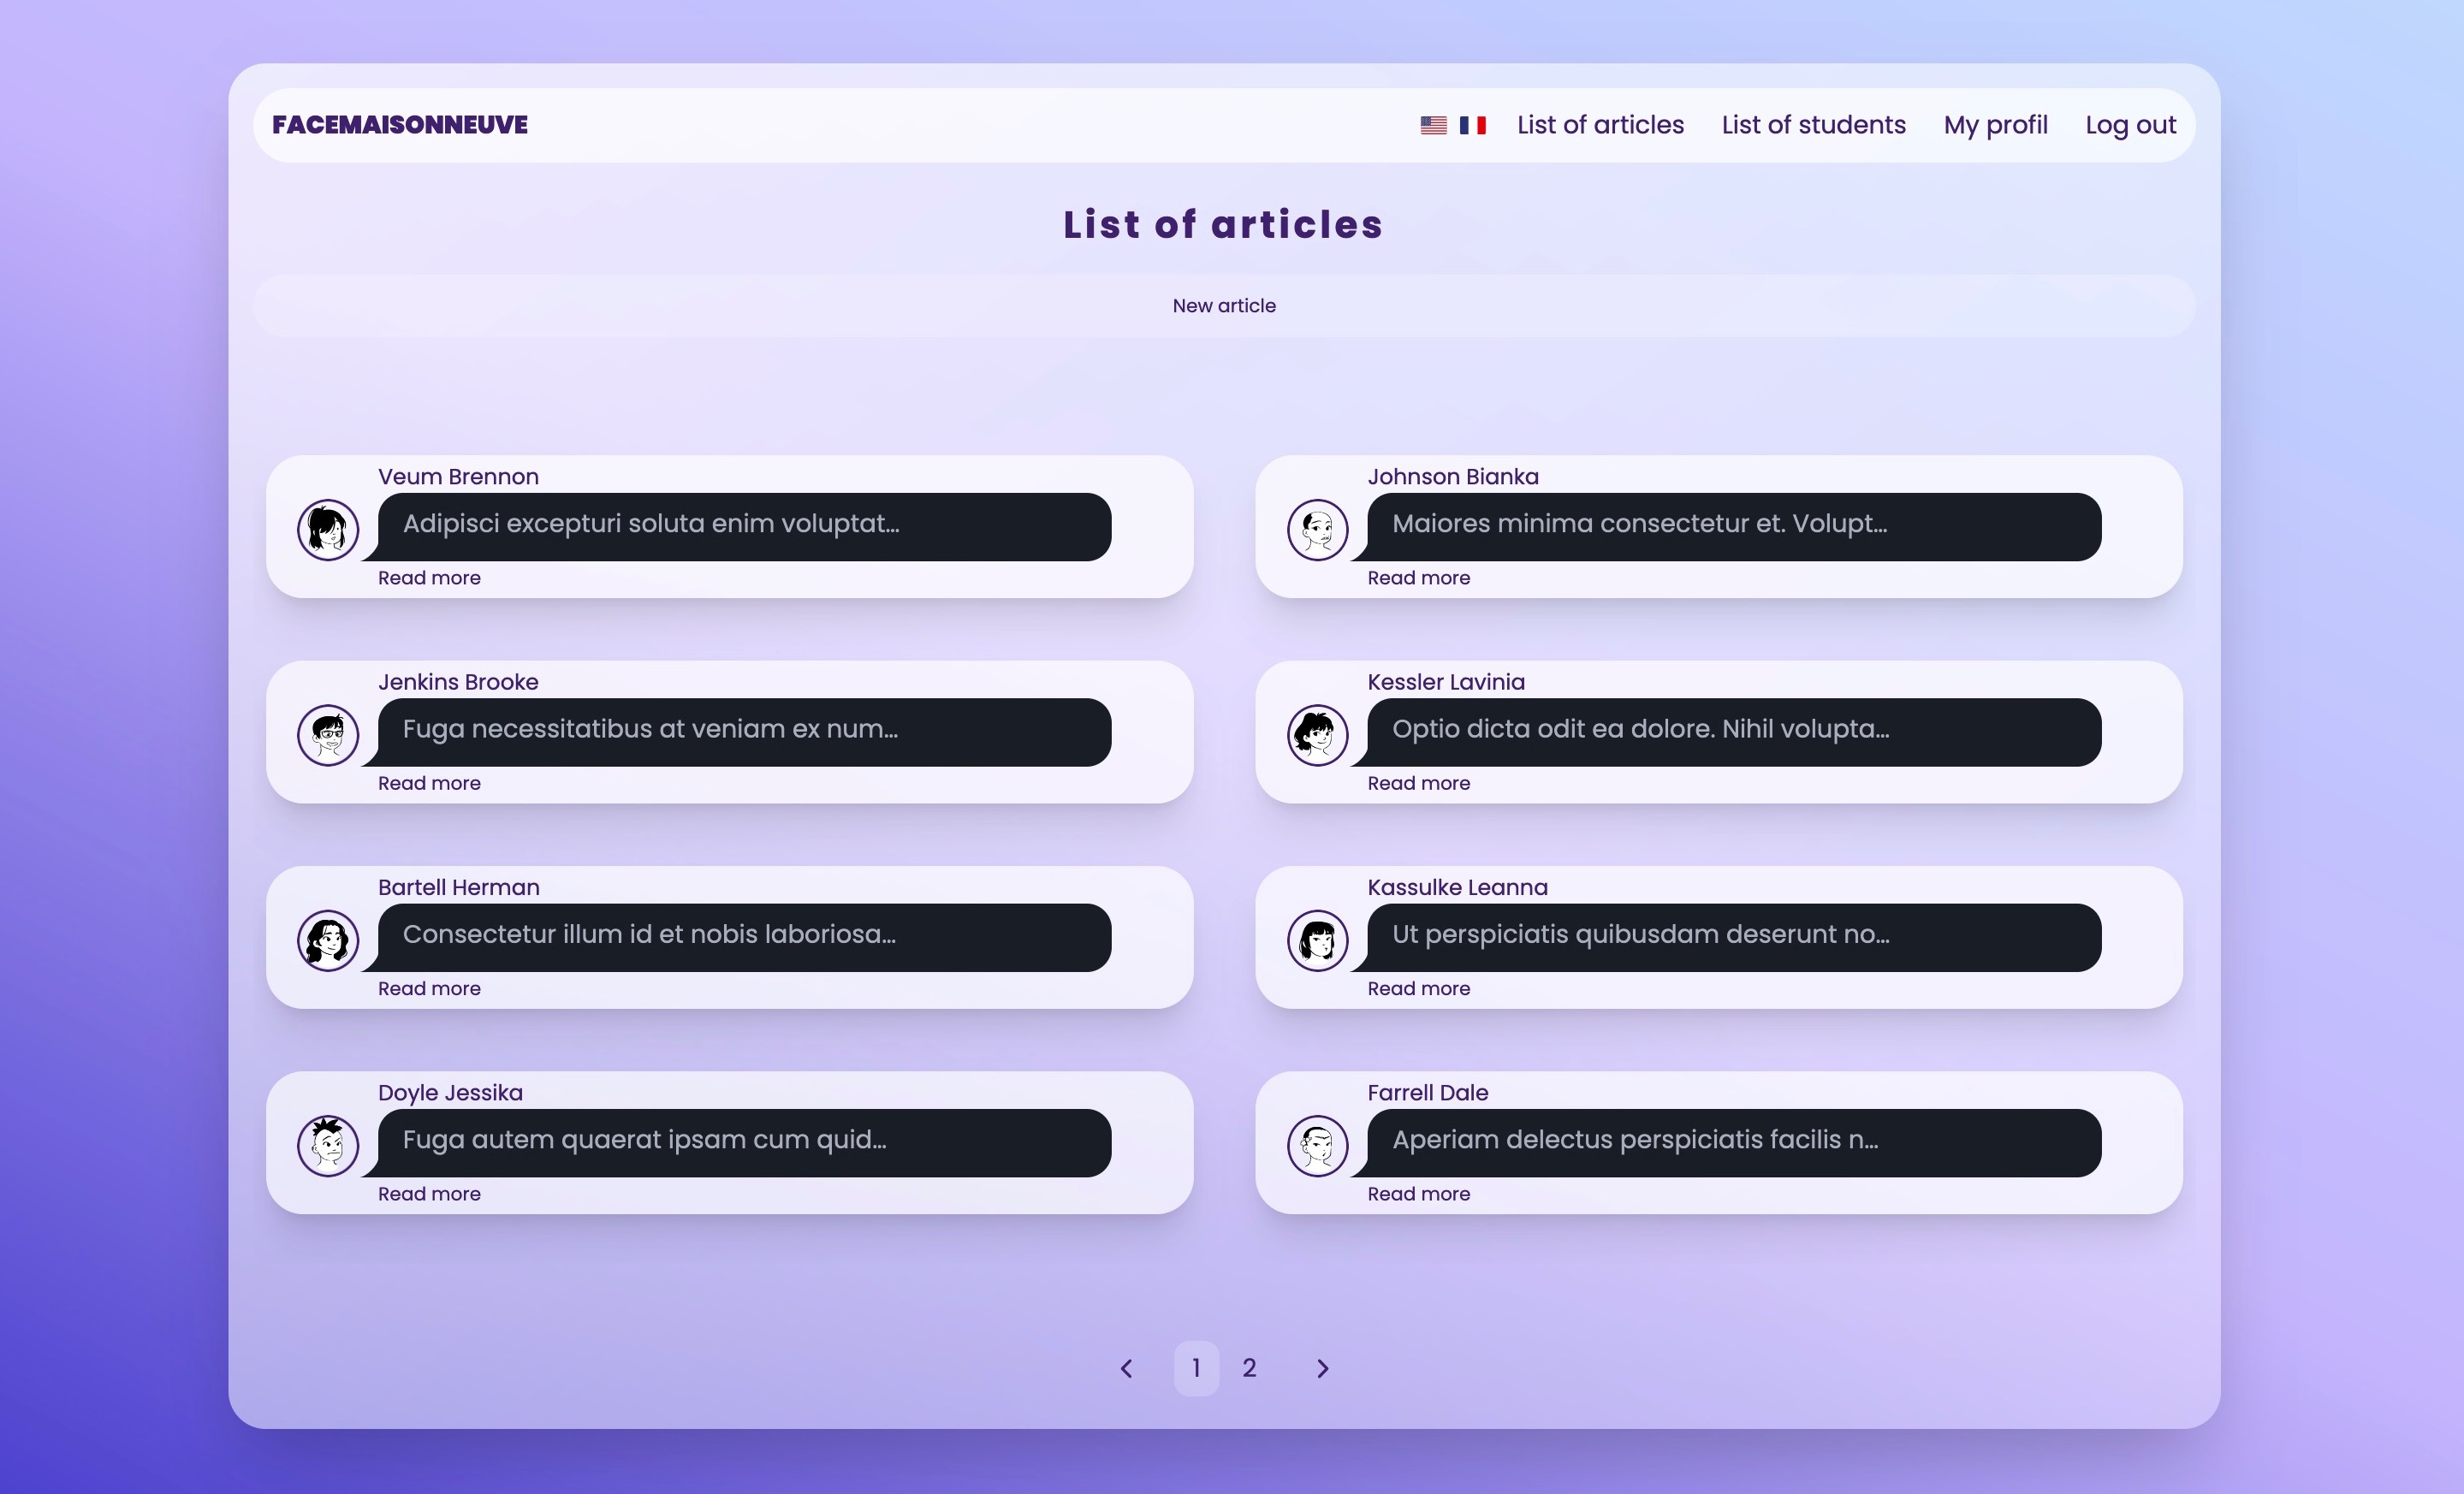 FACEMAISONNEUVE
List of articles
List of students
My profil
Log out
List of articles
New article
Veum Brennon
Adipisci excepturi soluta enim voluptat...
Read more
Johnson Bianka
Maiores minima consectetur et. Volupt...
Read more
Jenkins Brooke
Fuga necessitatibus at veniam ex num...
Read more
Kessler Lavinia
Optio dicta odit ea dolore. Nihil volupta...
Read more
Bartell Herman
Consectetur illum id et nobis laboriosa...
Read more
Kassulke Leanna
Ut perspiciatis quibusdam deserunt no...
Read more
Doyle Jessika
Fuga autem quaerat ipsam cum quid...
Read more
Farrell Dale
Aperiam delectus perspiciatis facilis n...
Read more
1 2